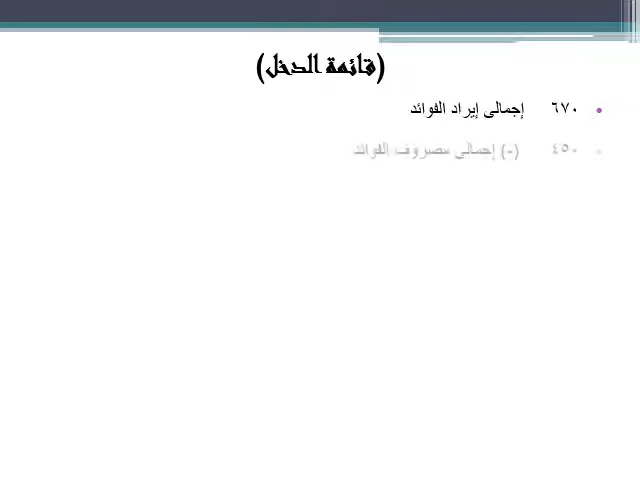 (قائمة الدخل)
• ٦٧٠ إجمالى إيراد الفوائد
• ٤٥٠ (-) إجمالى مصروف الفوائد